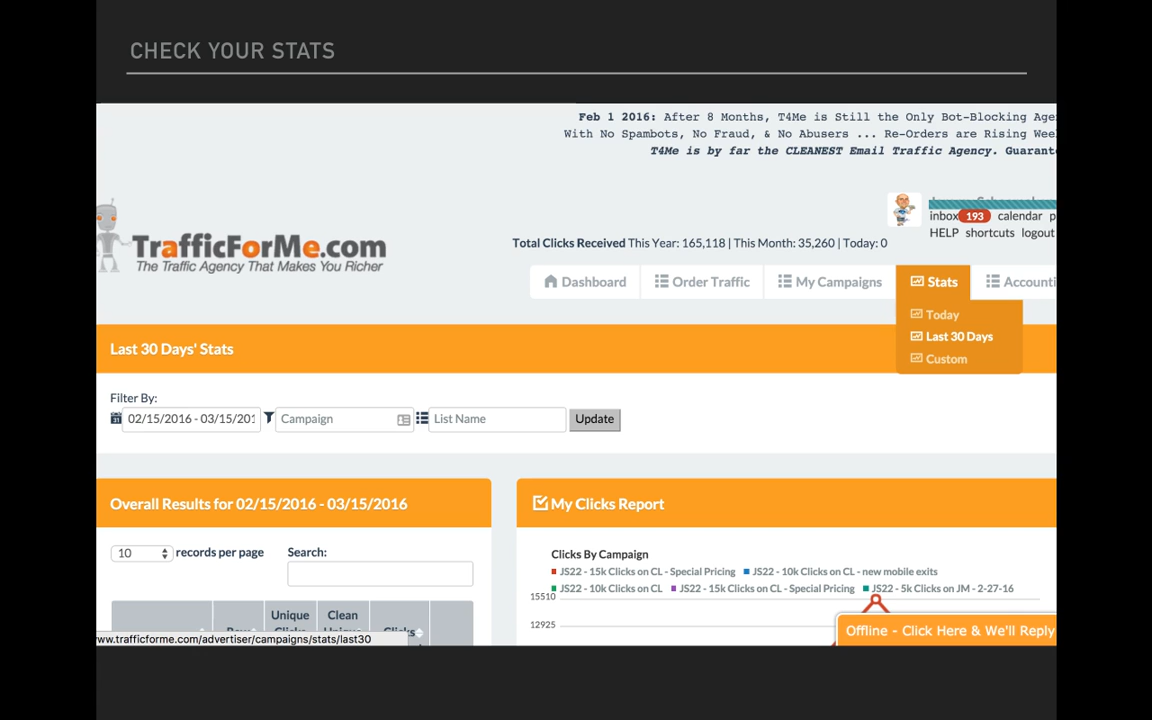 CHECK YOUR STATS
Feb 1 2016: After 8 Months, T4Me is Still the Only Bot-Blocking Age
With No Spambots, No Fraud, & No Abusers ... Re-Orders are Rising Wee
T4Me is by far the CLEANEST Email Traffic Agency. Guarant
inbox 193 calendar p
HELP shortcuts logout
TrafficForMe.com
The Traffic Agency That Makes You Richer
Total Clicks Received This Year: 165,118 | This Month: 35,260 | Today: 0
Dashboard Order Traffic My Campaigns Stats Accounti
Today
Last 30 Days
Custom
Last 30 Days' Stats
Filter By:
02/15/2016 - 03/15/201 Campaign List Name Update
Overall Results for 02/15/2016 - 03/15/2016
My Clicks Report
10 records per page Search:
Clicks By Campaign
JS22 - 15k Clicks on CL - Special Pricing JS22 - 10k Clicks on CL - new mobile exits
JS22 - 10k Clicks on CL JS22 - 15k Clicks on CL - Special Pricing JS22 - 5k Clicks on JM - 2-27-16
15510
12925
Unique Clean
Clicks
www.trafficforme.com/advertiser/campaigns/stats/last30
Offline - Click Here & We'll Reply